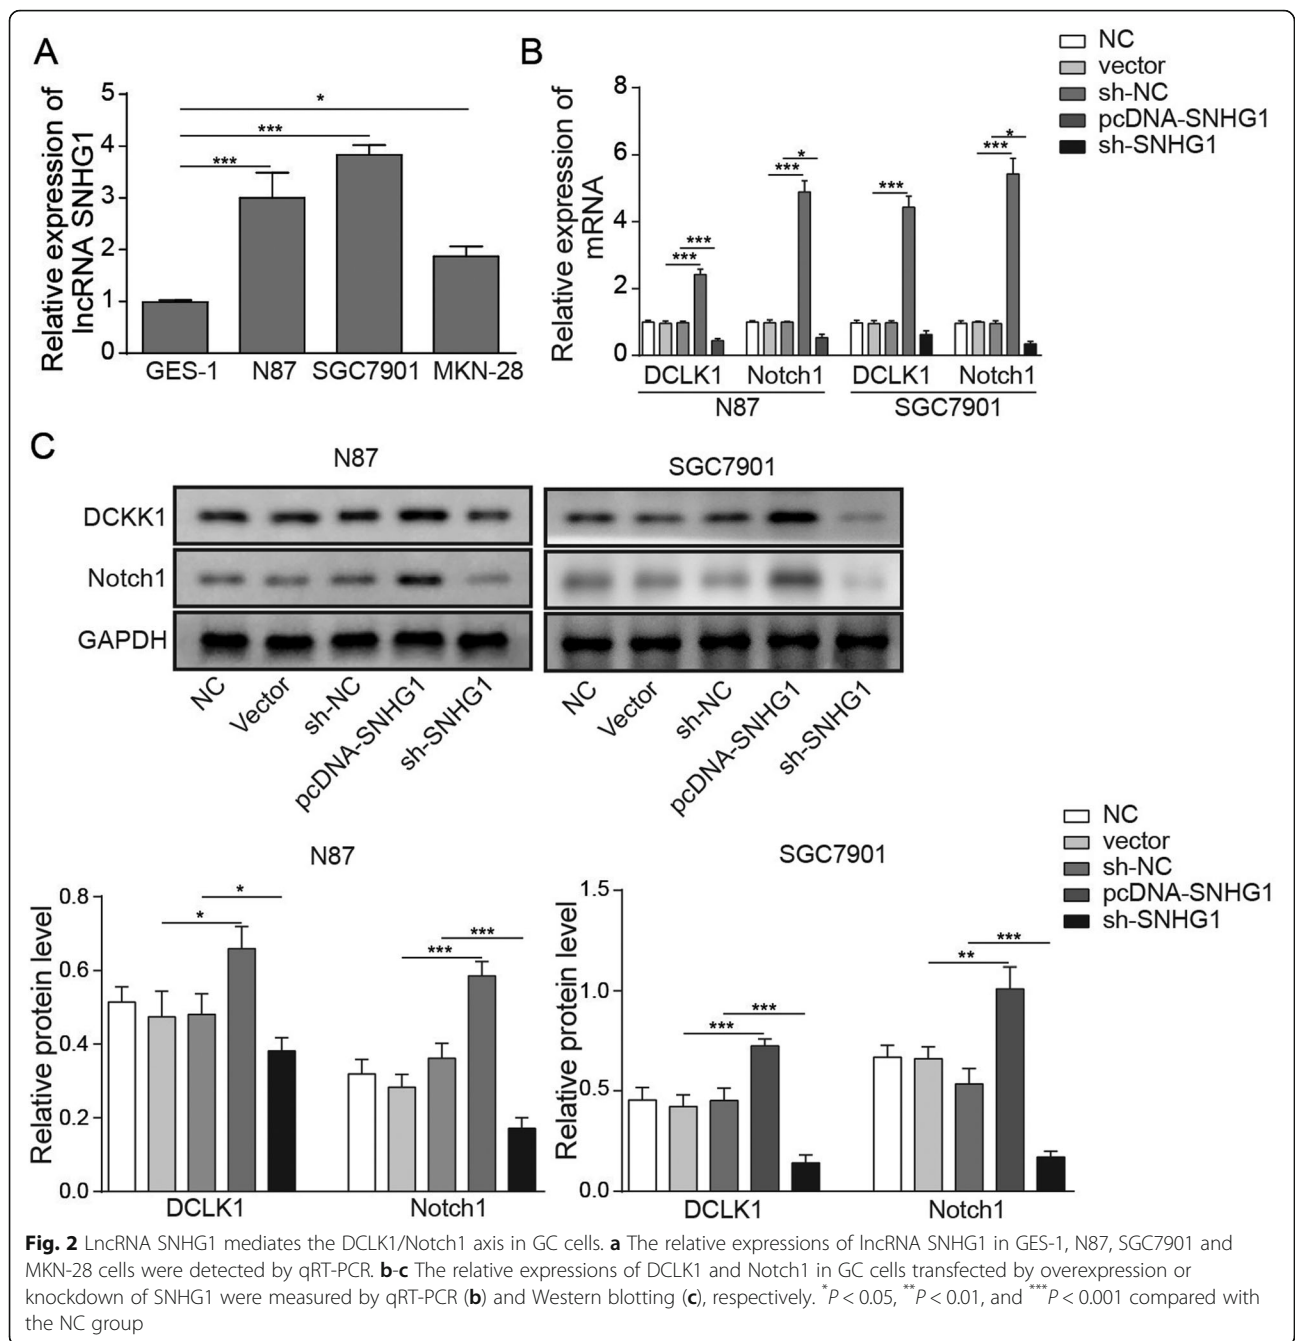 A
Relative expression of
lncRNA SNHG1
5
4
3
2
1
0
*
***
***
GES-1 N87 SGC7901 MKN-28
B
Relative expression of
mRNA
8
6
4
2
0
***
***
*
***
***
*
***
DCLK1 Notch1 DCLK1 Notch1
N87 SGC7901
NC
vector
sh-NC
pcDNA-SNHG1
sh-SNHG1
C
N87 SGC7901
DCKK1
Notch1
GAPDH
NC Vector sh-NC pcDNA-SNHG1 sh-SNHG1
NC Vector sh-NC pcDNA-SNHG1 sh-SNHG1
N87
Relative protein level
0.8
0.6
0.4
0.2
0.0
*
*
***
***
DCLK1 Notch1
SGC7901
Relative protein level
1.5
1.0
0.5
0.0
***
***
***
**
DCLK1 Notch1
NC
vector
sh-NC
pcDNA-SNHG1
sh-SNHG1
Fig. 2 LncRNA SNHG1 mediates the DCLK1/Notch1 axis in GC cells. a The relative expressions of lncRNA SNHG1 in GES-1, N87, SGC7901 and
MKN-28 cells were detected by qRT-PCR. b-c The relative expressions of DCLK1 and Notch1 in GC cells transfected by overexpression or
knockdown of SNHG1 were measured by qRT-PCR (b) and Western blotting (c), respectively. *P < 0.05, **P < 0.01, and ***P < 0.001 compared with
the NC group